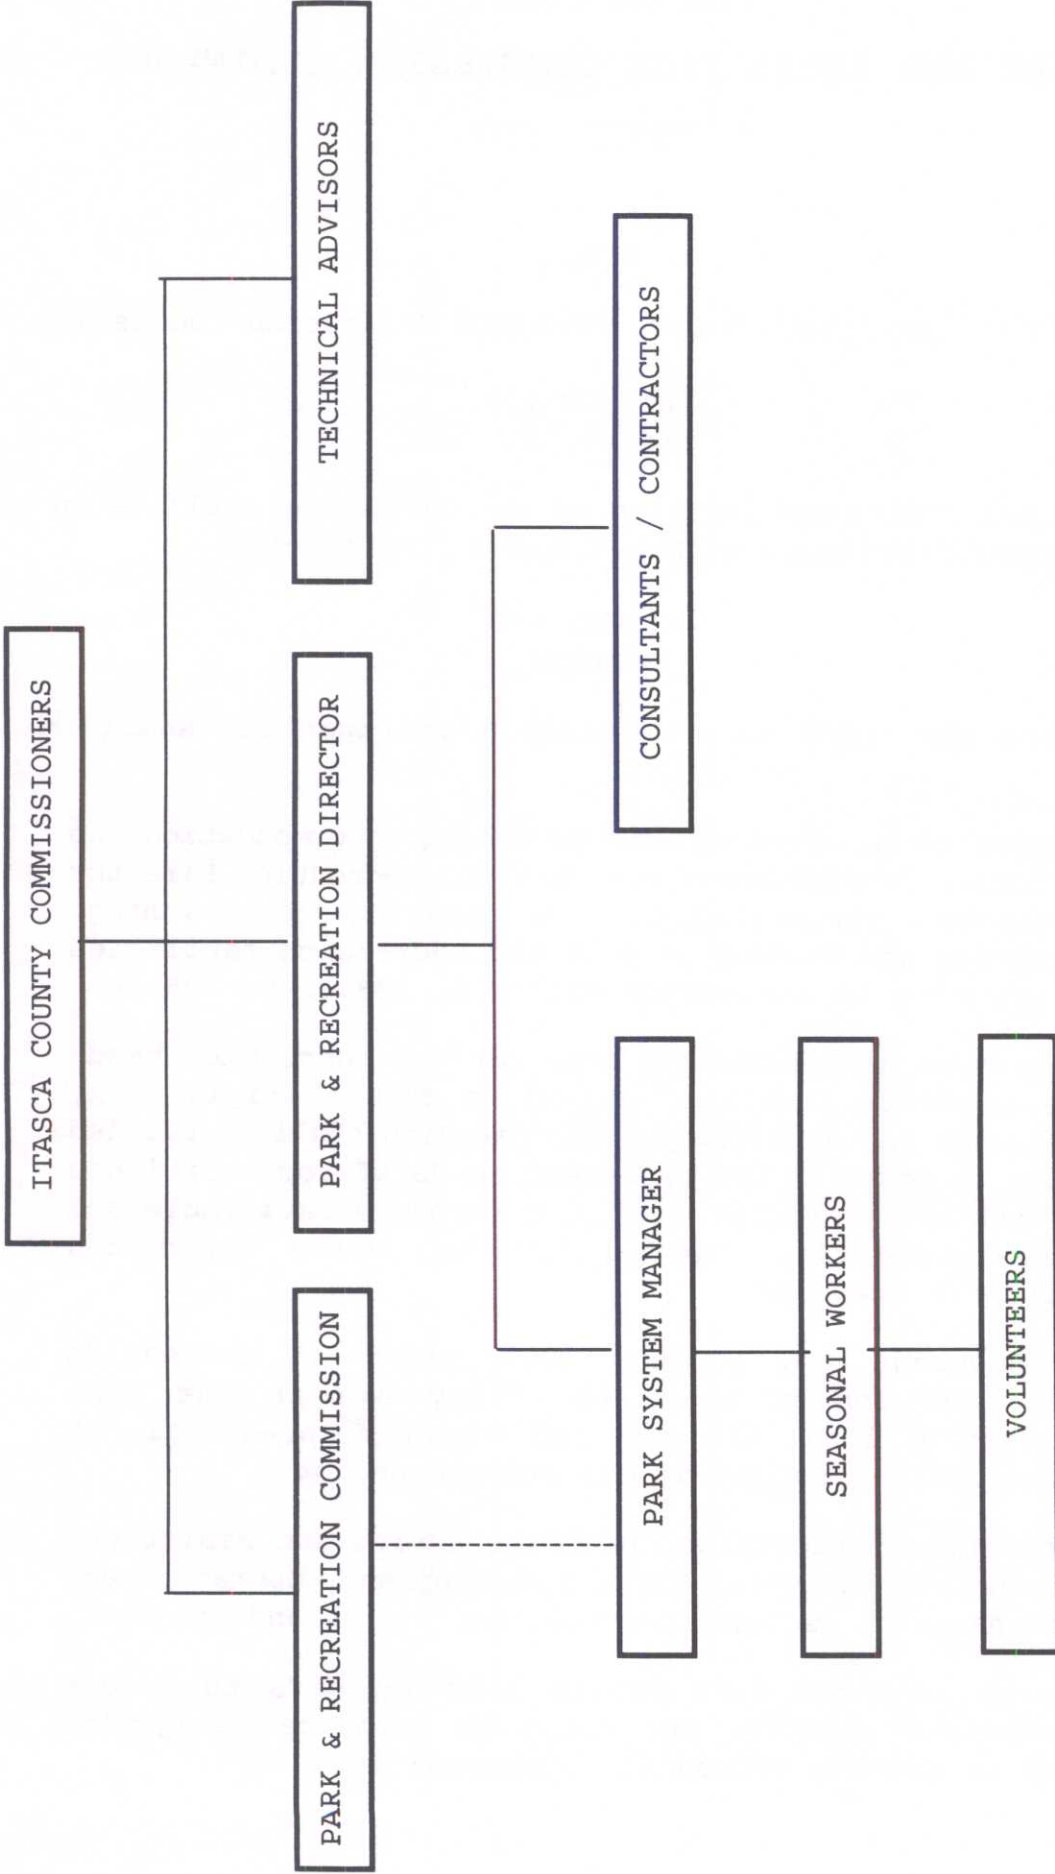 ITASCA COUNTY COMMISSIONERS
PARK & RECREATION COMMISSION
PARK & RECREATION DIRECTOR
TECHNICAL ADVISORS
PARK SYSTEM MANAGER
CONSULTANTS / CONTRACTORS
SEASONAL WORKERS
VOLUNTEERS